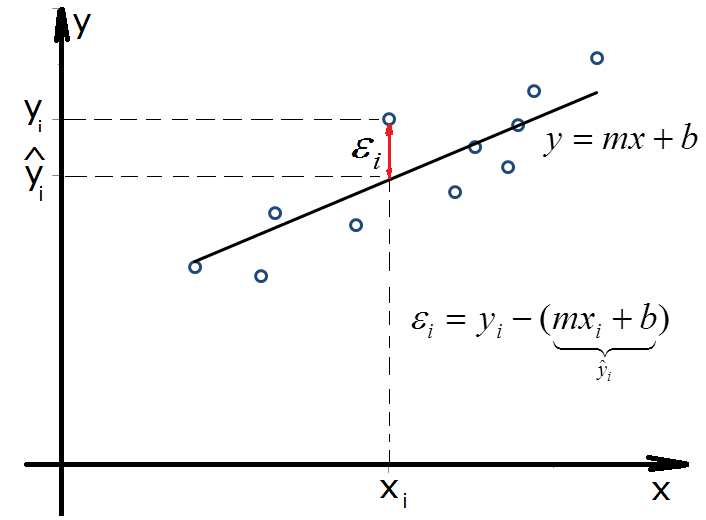 y
yᵢ
ŷᵢ
εᵢ
y = mx + b
εᵢ = yᵢ − (mxᵢ + b)
ŷᵢ
xᵢ
x